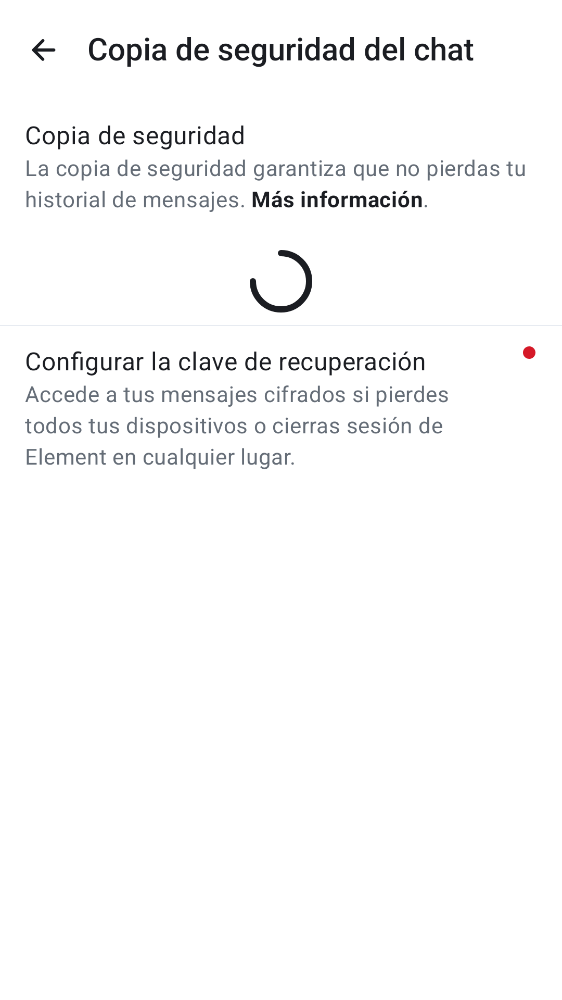 Copia de seguridad del chat
Copia de seguridad
La copia de seguridad garantiza que no pierdas tu
historial de mensajes. Más información.
Configurar la clave de recuperación
Accede a tus mensajes cifrados si pierdes
todos tus dispositivos o cierras sesión de
Element en cualquier lugar.